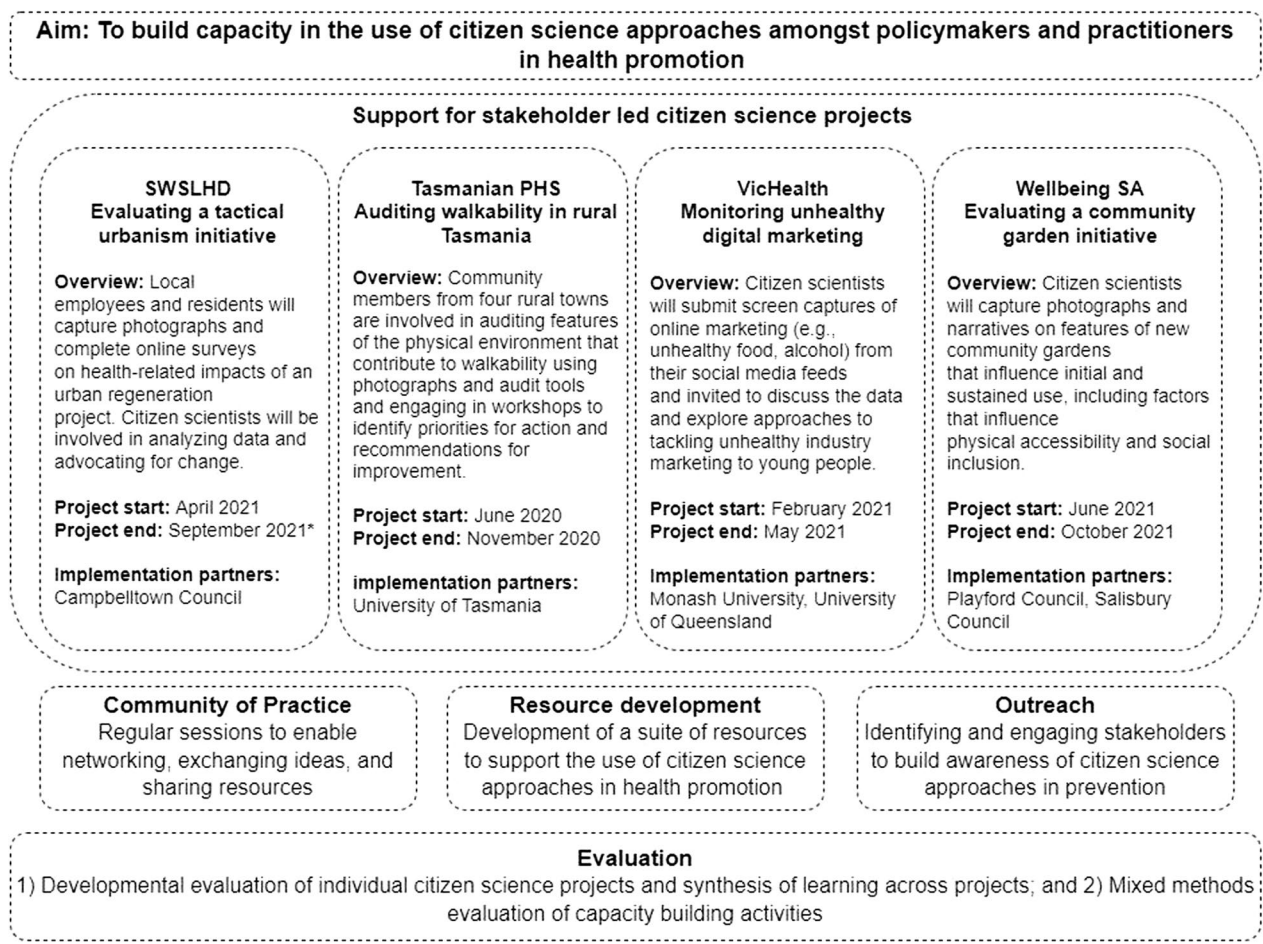 Aim: To build capacity in the use of citizen science approaches amongst policymakers and practitioners
in health promotion
Support for stakeholder led citizen science projects
SWSLHD
Evaluating a tactical
urbanism initiative
Overview: Local
employees and residents will
capture photographs and
complete online surveys
on health-related impacts of an
urban regeneration
project. Citizen scientists will be
involved in analyzing data and
advocating for change.
Project start: April 2021
Project end: September 2021*
Implementation partners:
Campbelltown Council
Tasmanian PHS
Auditing walkability in rural
Tasmania
Overview: Community
members from four rural towns
are involved in auditing features
of the physical environment that
contribute to walkability using
photographs and audit tools
and engaging in workshops to
identify priorities for action and
recommendations for
improvement.
Project start: June 2020
Project end: November 2020
implementation partners:
University of Tasmania
VicHealth
Monitoring unhealthy
digital marketing
Overview: Citizen scientists
will submit screen captures of
online marketing (e.g.,
unhealthy food, alcohol) from
their social media feeds
and invited to discuss the data
and explore approaches to
tackling unhealthy industry
marketing to young people.
Project start: February 2021
Project end: May 2021
Implementation partners:
Monash University, University
of Queensland
Wellbeing SA
Evaluating a community
garden initiative
Overview: Citizen scientists
will capture photographs and
narratives on features of new
community gardens
that influence initial and
sustained use, including factors
that influence
physical accessibility and social
inclusion.
Project start: June 2021
Project end: October 2021
Implementation partners:
Playford Council, Salisbury
Council
Community of Practice
Regular sessions to enable
networking, exchanging ideas, and
sharing resources
Resource development
Development of a suite of resources
to support the use of citizen science
approaches in health promotion
Outreach
Identifying and engaging stakeholders
to build awareness of citizen science
approaches in prevention
Evaluation
1) Developmental evaluation of individual citizen science projects and synthesis of learning across projects; and 2) Mixed methods
evaluation of capacity building activities